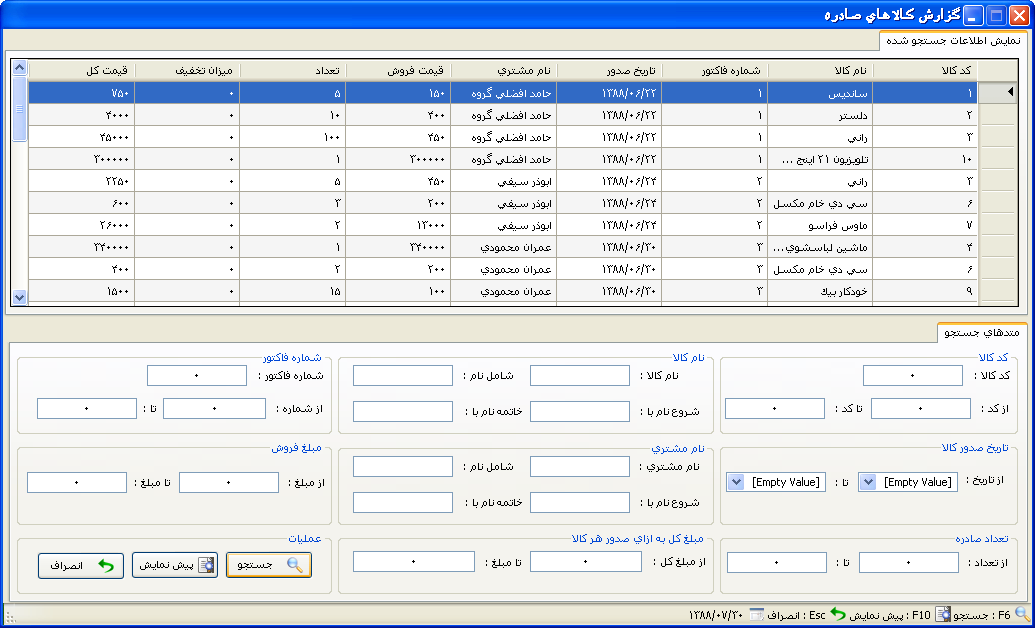 گزارش کالاهاي صادره
نمايش اطلاعات جستجو شده
کد کالا نام کالا شماره فاکتور تاريخ صدور نام مشتري قيمت فروش تعداد ميزان تخفيف قيمت کل
۱ سانديس ۱ ۱۳۸۸/۰۶/۲۲ حامد افضلي گروه ۱۵۰ ۵ ۰ ۷۵۰
۲ دلستر ۱ ۱۳۸۸/۰۶/۲۲ حامد افضلي گروه ۴۰۰ ۱۰ ۰ ۴۰۰۰
۳ راني ۱ ۱۳۸۸/۰۶/۲۲ حامد افضلي گروه ۴۵۰ ۱۰۰ ۰ ۴۵۰۰۰
۱۰ تلويزيون ۲۱ اينچ ... ۱ ۱۳۸۸/۰۶/۲۲ حامد افضلي گروه ۳۰۰۰۰۰ ۱ ۰ ۳۰۰۰۰۰
۳ راني ۲ ۱۳۸۸/۰۶/۲۴ ابوذر سيفي ۴۵۰ ۵ ۰ ۲۲۵۰
۶ سي دي خام مکسل ۲ ۱۳۸۸/۰۶/۲۴ ابوذر سيفي ۲۰۰ ۳ ۰ ۶۰۰
۷ ماوس فراسو ۲ ۱۳۸۸/۰۶/۲۴ ابوذر سيفي ۱۳۰۰۰ ۲ ۰ ۲۶۰۰۰
۴ ماشين لباسشوي... ۳ ۱۳۸۸/۰۶/۳۰ عمران محمودي ۳۴۰۰۰۰ ۱ ۰ ۳۴۰۰۰۰
۶ سي دي خام مکسل ۳ ۱۳۸۸/۰۶/۳۰ عمران محمودي ۲۰۰ ۲ ۰ ۴۰۰
۹ خودکار بيك ۳ ۱۳۸۸/۰۶/۳۰ عمران محمودي ۱۰۰ ۱۵ ۰ ۱۵۰۰
متدهاي جستجو
کد کالا
کد کالا : ۰
از کد : ۰ تا کد : ۰
نام کالا
نام کالا : شامل نام :
شروع نام با : خاتمه نام با :
شماره فاکتور
شماره فاکتور : ۰
از شماره : ۰ تا : ۰
تاريخ صدور کالا
از تاريخ : [Empty Value] تا : [Empty Value]
نام مشتري
نام مشتري : شامل نام :
شروع نام با : خاتمه نام با :
مبلغ فروش
از مبلغ : ۰ تا مبلغ : ۰
تعداد صادره
از تعداد : ۰ تا : ۰
مبلغ کل به ازاي صدور هر کالا
از مبلغ کل : ۰ تا مبلغ : ۰
عمليات
جستجو پيش نمايش انصراف
F6 : جستجو F10 : پيش نمايش Esc : انصراف ۱۳۸۸/۰۷/۳۰